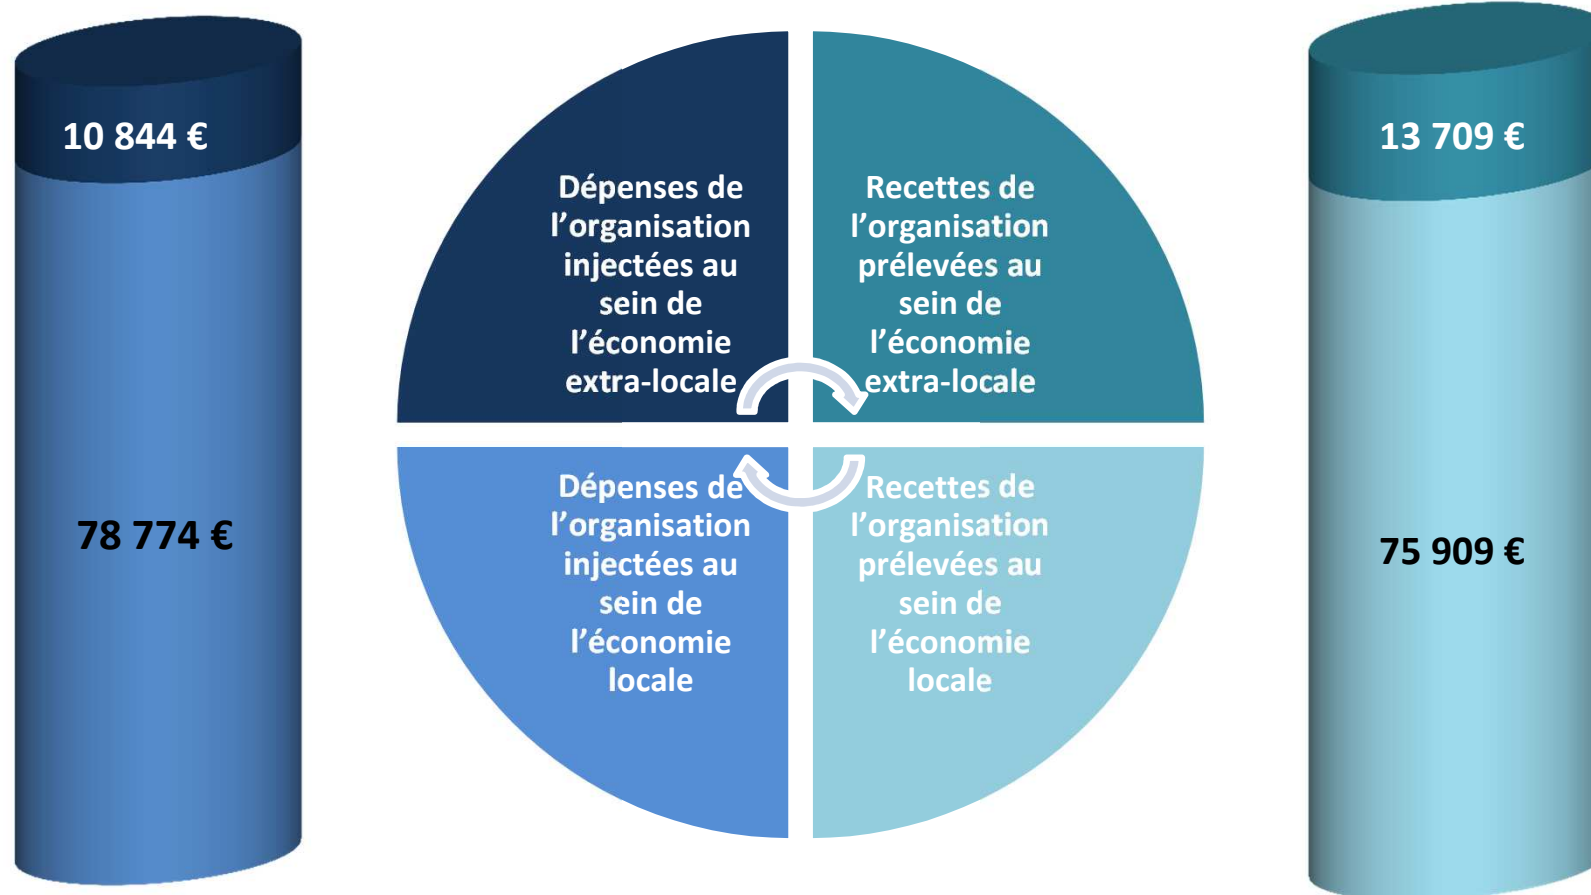 10 844 €
78 774 €
Dépenses de
l’organisation
injectées au
sein de
l’économie
extra-locale
Recettes de
l’organisation
prélevées au
sein de
l’économie
extra-locale
Dépenses de
l’organisation
injectées au
sein de
l’économie
locale
Recettes de
l’organisation
prélevées au
sein de
l’économie
locale
13 709 €
75 909 €